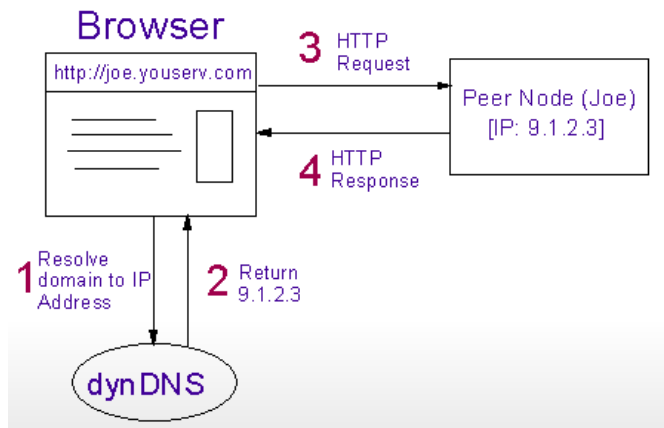 Browser
http://joe.youserv.com
3 HTTP
Request
Peer Node (Joe)
[IP: 9.1.2.3]
4 HTTP
Response
1 Resolve
domain to IP
Address
2 Return
9.1.2.3
dynDNS